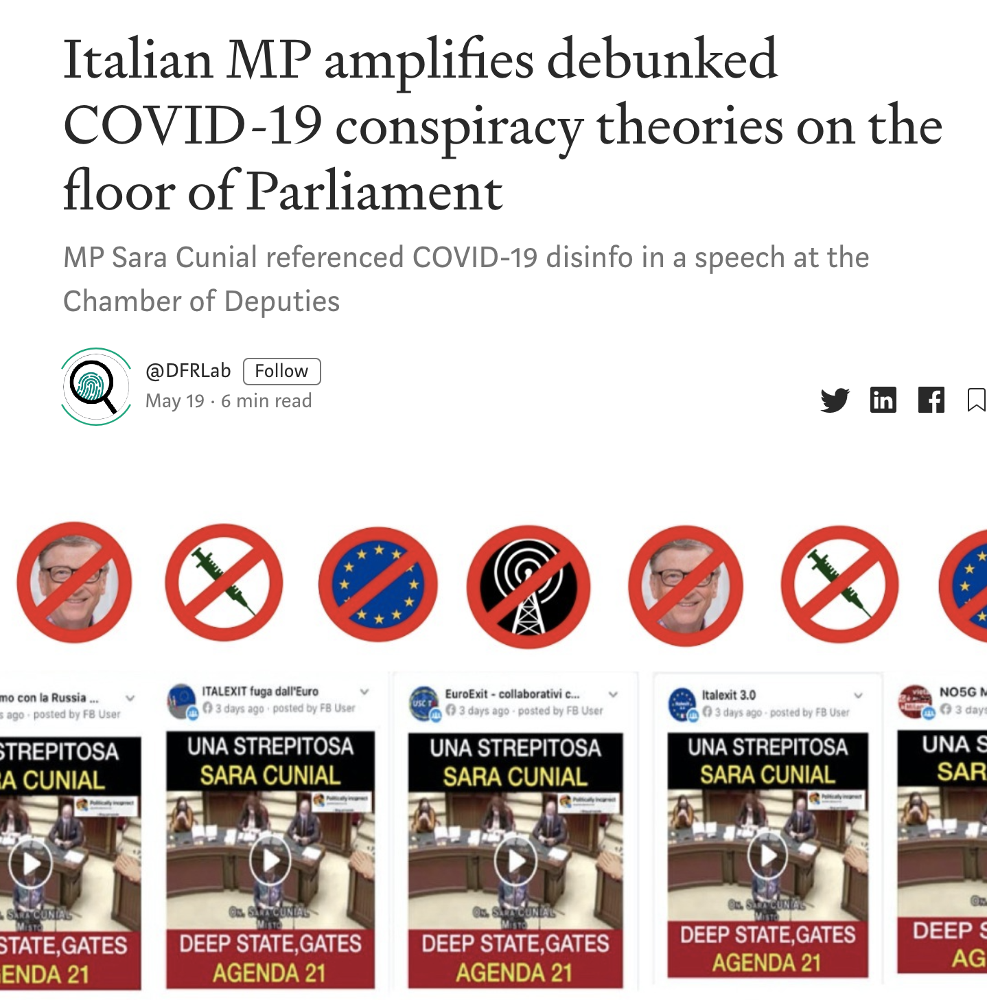 Italian MP amplifies debunked
COVID-19 conspiracy theories on the
floor of Parliament
MP Sara Cunial referenced COVID-19 disinfo in a speech at the
Chamber of Deputies
@DFRLab Follow
May 19 · 6 min read
in
f
mo con la Russia ...
s ago · posted by FB User
STREPITOSA
RA CUNIAL
Politically incorrect
. SARA CUNIAL
MISTO
STATE,GATES
ENDA 21
ITALEXIT fuga dall'Euro
3 days ago · posted by FB User
UNA STREPITOSA
SARA CUNIAL
Politically incorrect
ON. SARA CUNIAL
MISTO
DEEP STATE,GATES
AGENDA 21
EuroExit - collaborativi c...
3 days ago · posted by FB User
UNA STREPITOSA
SARA CUNIAL
Politically incorrect
ON. SARA CUNIAL
MISTO
DEEP STATE,GATES
AGENDA 21
Italexit 3.0
3 days ago · posted by FB User
UNA STREPITOSA
SARA CUNIAL
Politically incorrect
ON. SARA CUNIAL
MISTO
DEEP STATE,GATES
AGENDA 21
NO5G M
3 days
UNA S
SAR
ON.
DEEP S
AG